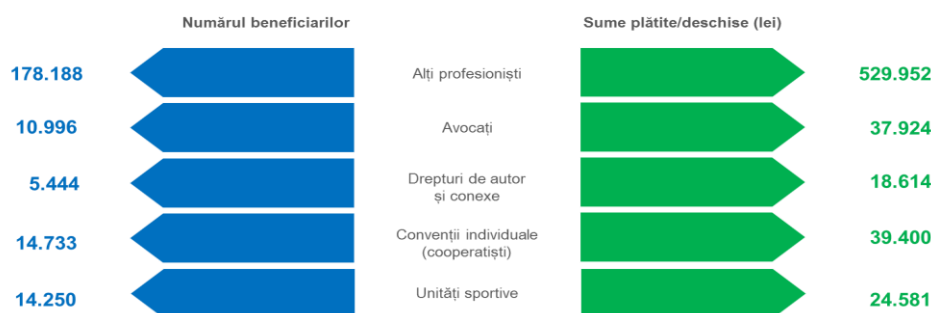 Numărul beneficiarilor
Sume plătite/deschise (lei)
178.188
Alți profesioniști
529.952
10.996
Avocați
37.924
5.444
Drepturi de autor
și conexe
18.614
14.733
Convenții individuale
(cooperatiști)
39.400
14.250
Unități sportive
24.581